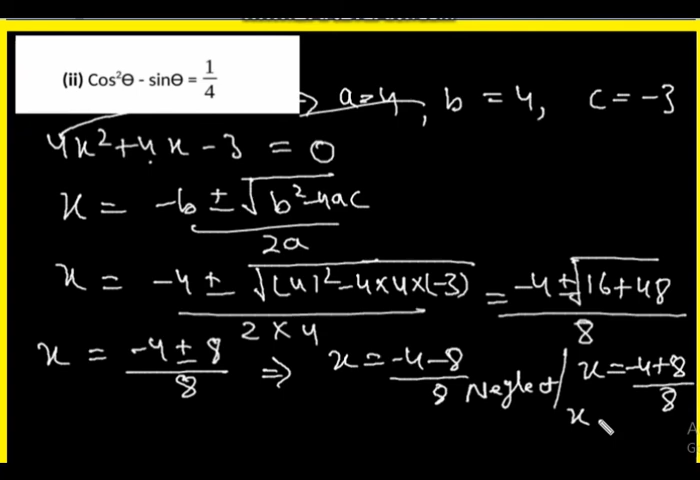 (ii) Cos²Θ - sinΘ = 1/4
⇒ a=4, b=4, c=-3
4x²+4x-3=0
x = -b ± √b²-4ac / 2a
x = -4 ± √(4)²-4×4×(-3) / 2×4 = -4±√16+48 / 8
x = -4±8 / 8 ⇒ x = -4-8 / 8 Neglect / x = -4+8 / 8
x